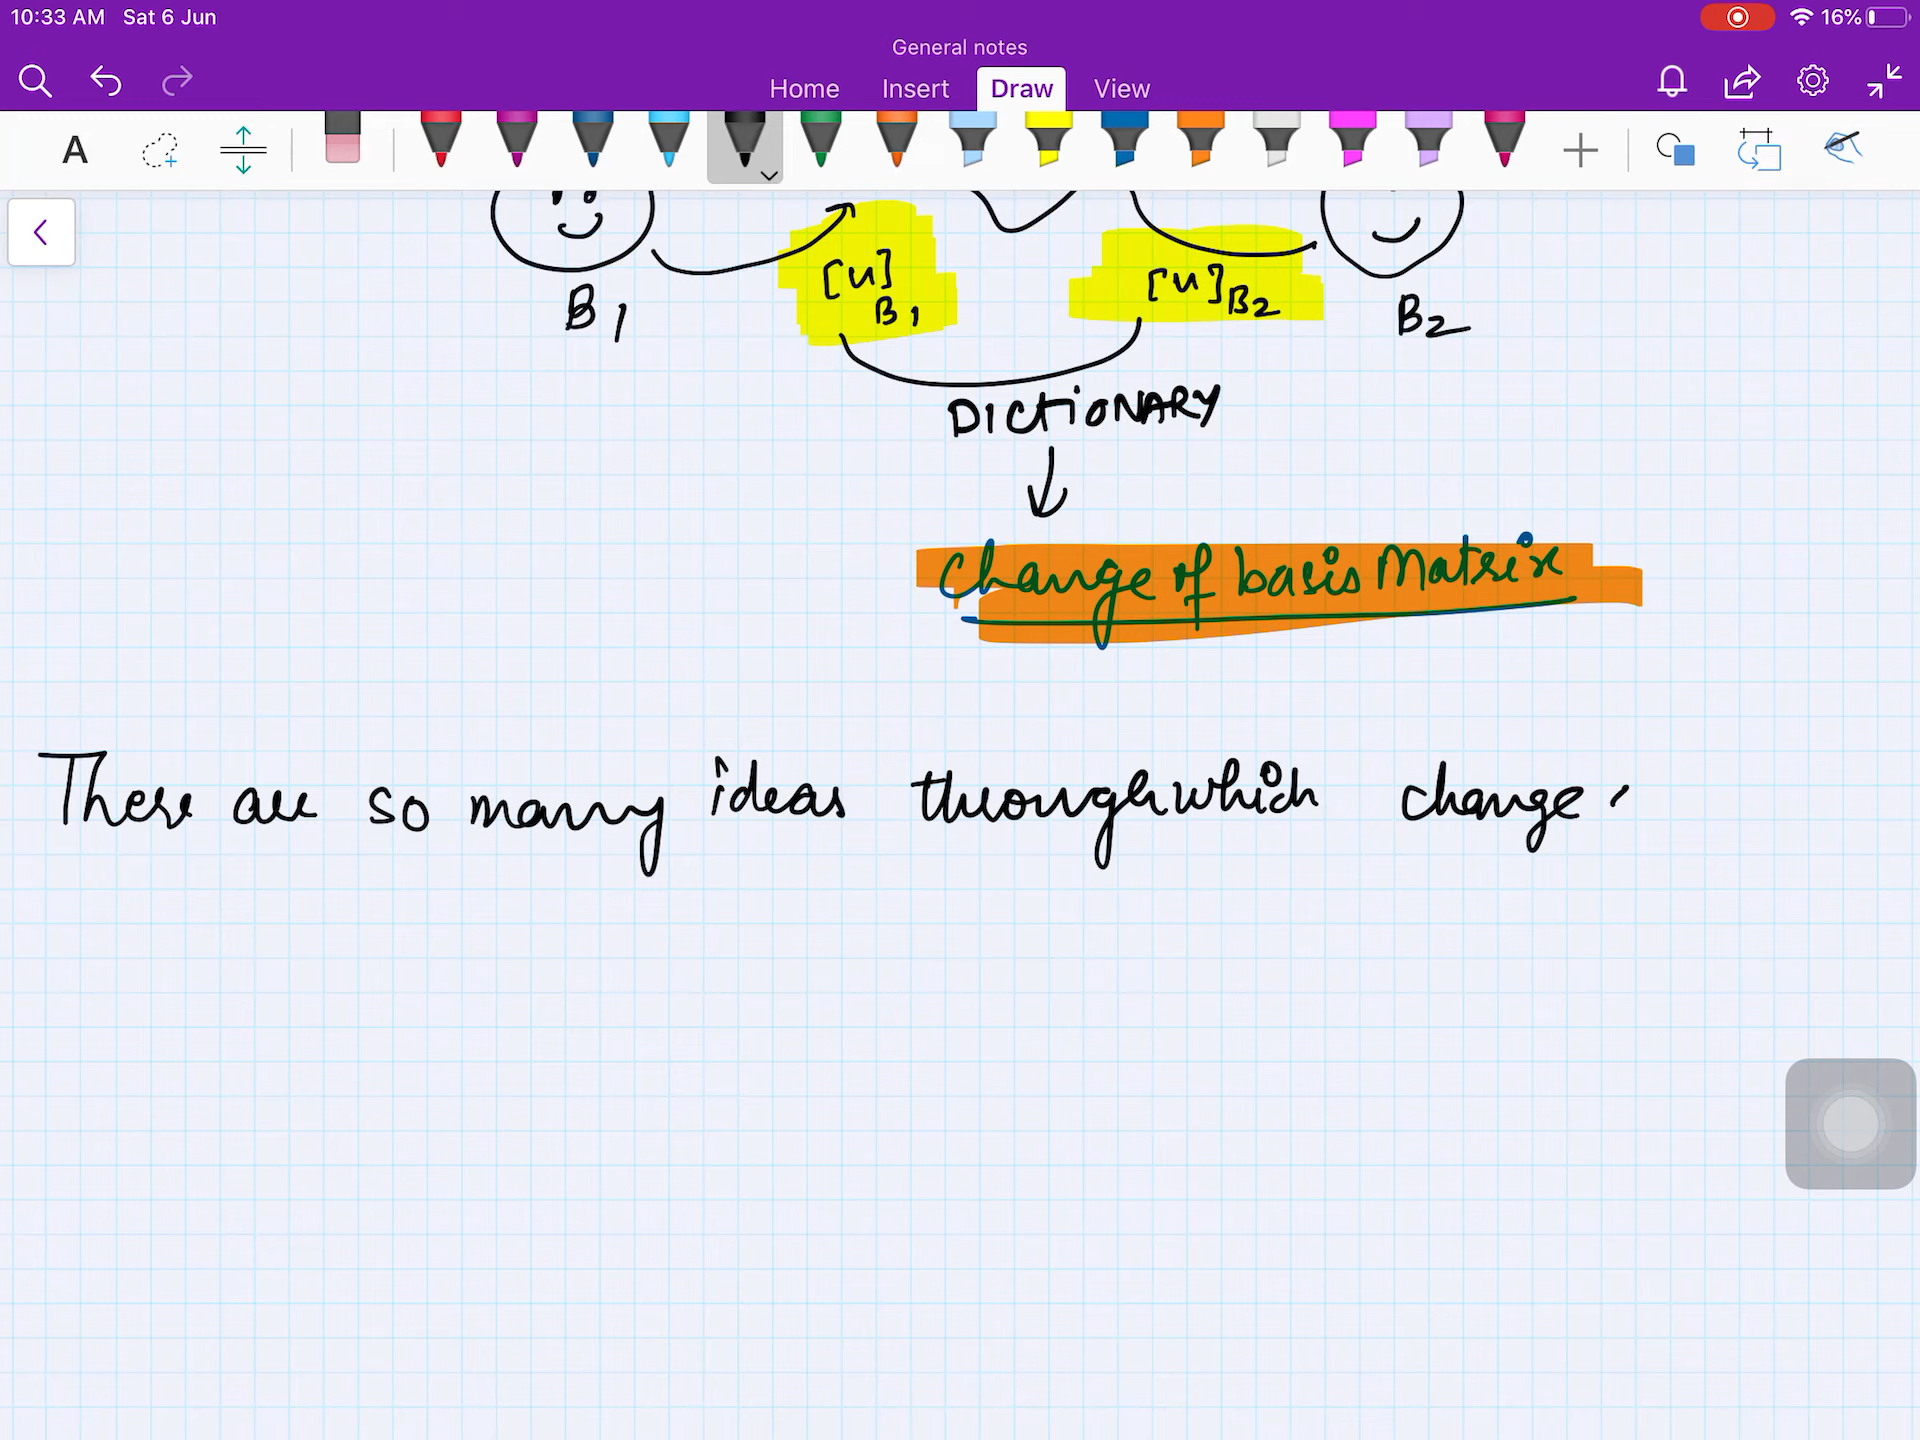 10:33 AM Sat 6 Jun
16%
General notes
Home Insert Draw View
A
[u]B1 [u]B2
B1 B2
DICTIONARY
Change of basis Matrix
There are so many ideas through which change